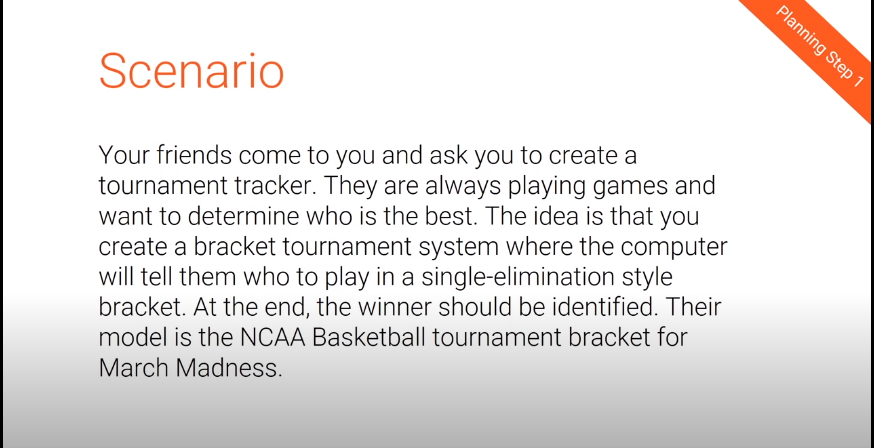 Planning Step 1
Scenario
Your friends come to you and ask you to create a
tournament tracker. They are always playing games and
want to determine who is the best. The idea is that you
create a bracket tournament system where the computer
will tell them who to play in a single-elimination style
bracket. At the end, the winner should be identified. Their
model is the NCAA Basketball tournament bracket for
March Madness.